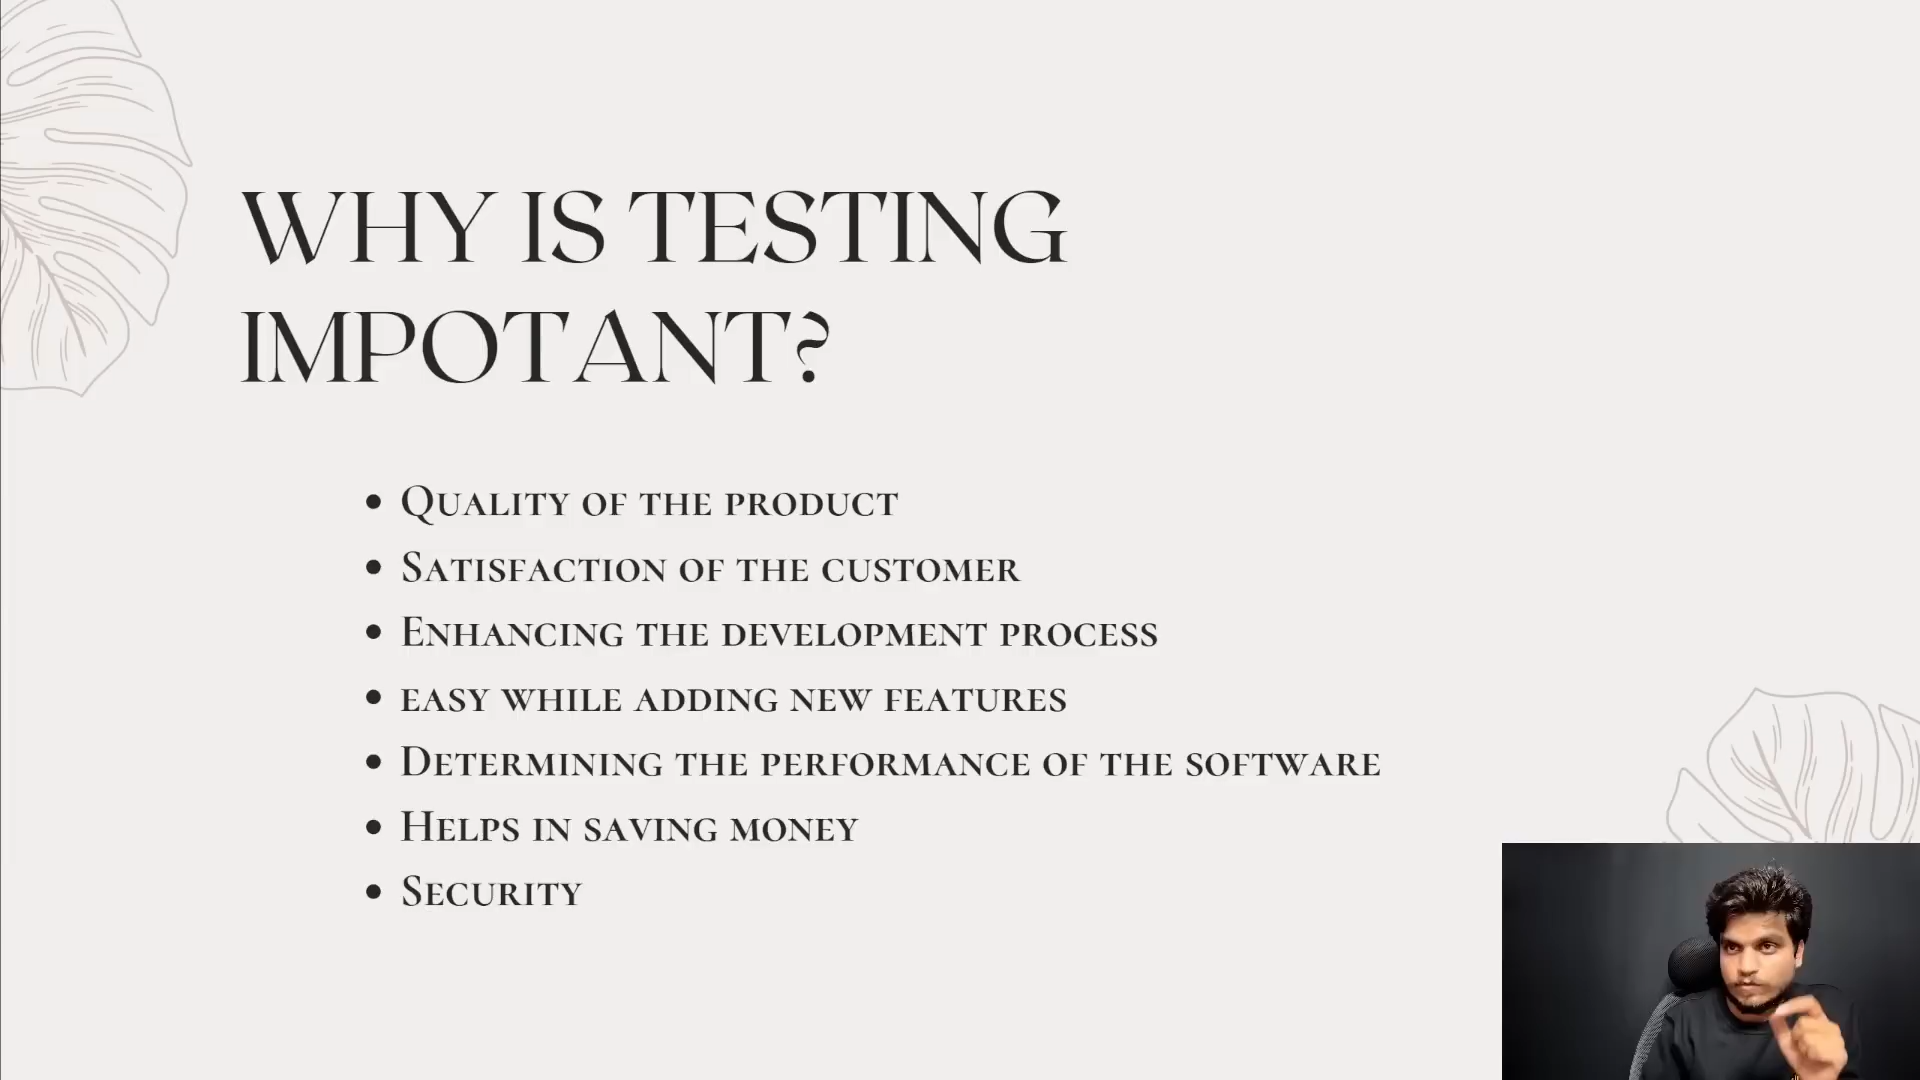 WHY IS TESTING
IMPOTANT?
• Quality of the product
• Satisfaction of the customer
• Enhancing the development process
• easy while adding new features
• Determining the performance of the software
• Helps in saving money
• Security